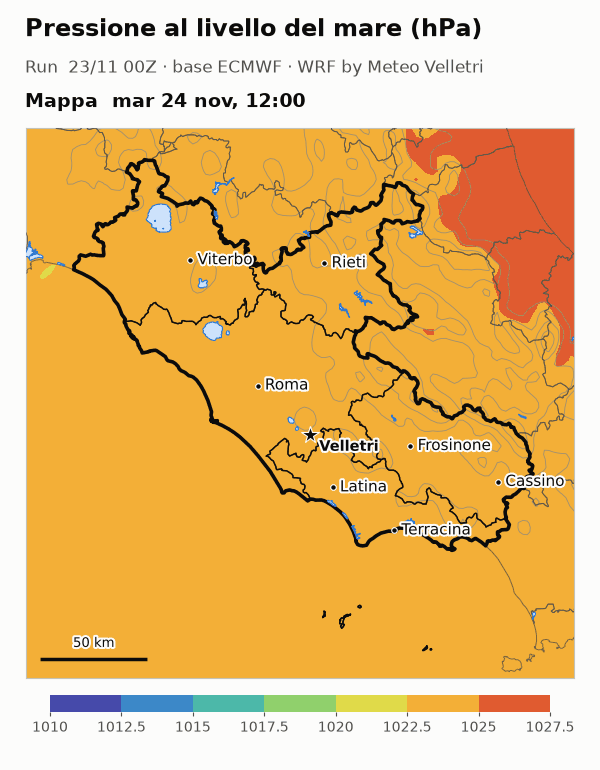 Pressione al livello del mare (hPa)
Run  23/11 00Z · base ECMWF · WRF by Meteo Velletri
Mappa  mar 24 nov, 12:00
Viterbo
Rieti
Roma
Velletri
Frosinone
Latina
Cassino
Terracina
50 km
1010 1012.5 1015 1017.5 1020 1022.5 1025 1027.5